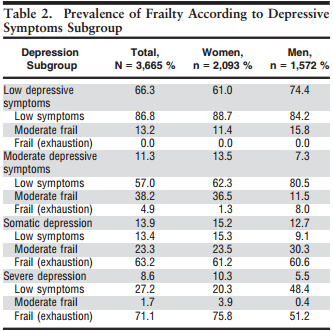 Table 2. Prevalence of Frailty According to Depressive
Symptoms Subgroup
Depression Subgroup Total, N = 3,665 % Women, n = 2,093 % Men, n = 1,572 %
Low depressive symptoms 66.3 61.0 74.4
Low symptoms 86.8 88.7 84.2
Moderate frail 13.2 11.4 15.8
Frail (exhaustion) 0.0 0.0 0.0
Moderate depressive symptoms 11.3 13.5 7.3
Low symptoms 57.0 62.3 80.5
Moderate frail 38.2 36.5 11.5
Frail (exhaustion) 4.9 1.3 8.0
Somatic depression 13.9 15.2 12.7
Low symptoms 13.4 15.3 9.1
Moderate frail 23.3 23.5 30.3
Frail (exhaustion) 63.2 61.2 60.6
Severe depression 8.6 10.3 5.5
Low symptoms 27.2 20.3 48.4
Moderate frail 1.7 3.9 0.4
Frail (exhaustion) 71.1 75.8 51.2